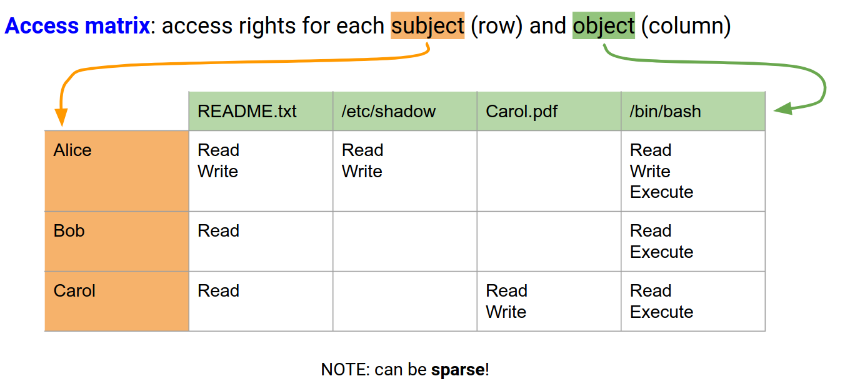 Access matrix: access rights for each subject (row) and object (column)
README.txt /etc/shadow Carol.pdf /bin/bash
Alice
Read
Write
Read
Write
Read
Write
Execute
Bob
Read
Read
Execute
Carol
Read
Read
Write
Read
Execute
NOTE: can be sparse!